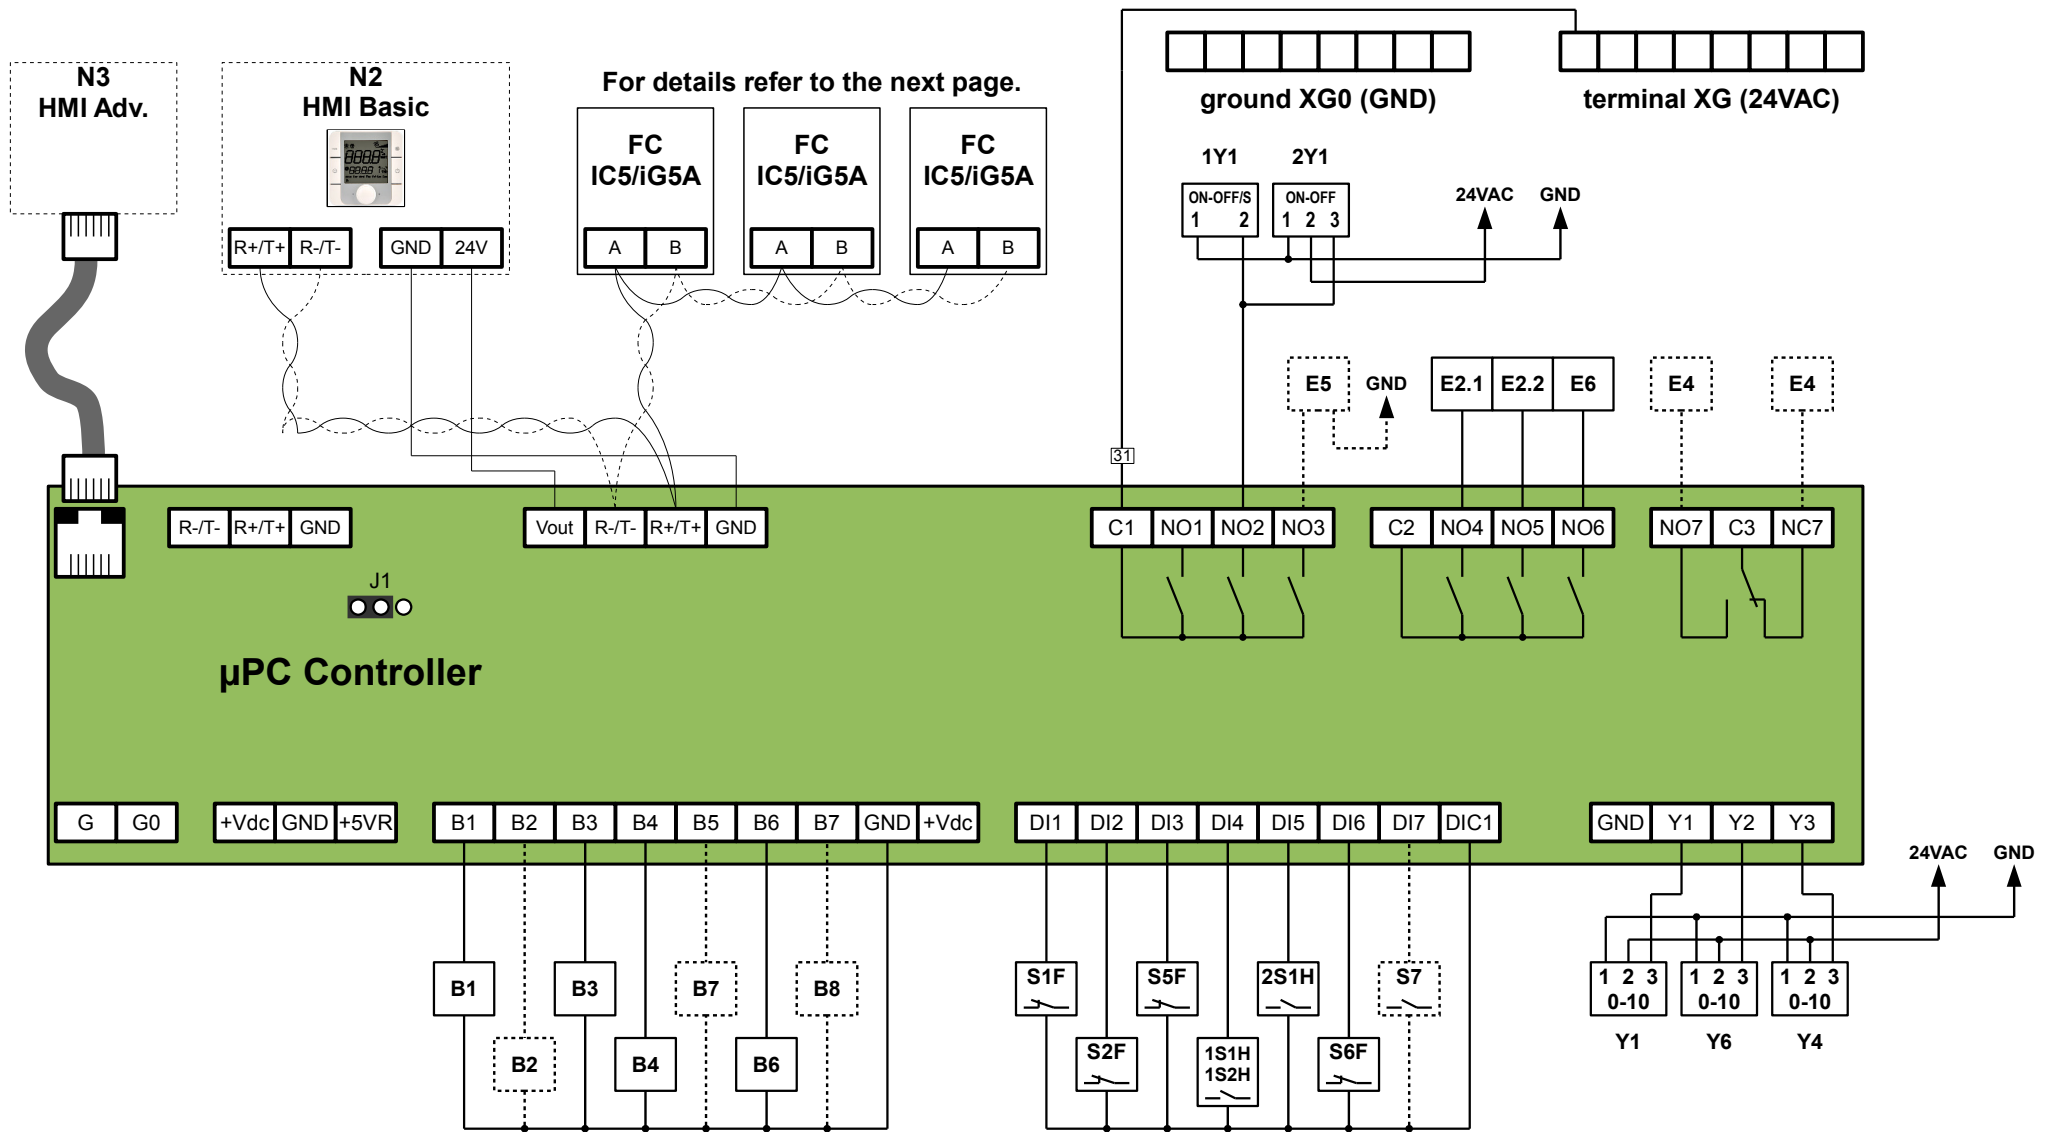 N3
HMI Adv.
N2
HMI Basic
R+/T+ R-/T- GND 24V
For details refer to the next page.
FC
IC5/iG5A
A B
FC
IC5/iG5A
A B
FC
IC5/iG5A
A B
ground XG0 (GND)
terminal XG (24VAC)
1Y1
ON-OFF/S
1 2
2Y1
ON-OFF
1 2 3
24VAC GND
E5 GND
E2.1 E2.2 E6
E4 E4
31
R-/T- R+/T+ GND
Vout R-/T- R+/T+ GND
C1 NO1 NO2 NO3
C2 NO4 NO5 NO6
NO7 C3 NC7
J1
µPC Controller
G G0
+Vdc GND +5VR
B1 B2 B3 B4 B5 B6 B7 GND +Vdc
DI1 DI2 DI3 DI4 DI5 DI6 DI7 DIC1
GND Y1 Y2 Y3
24VAC GND
B1 B3 B7 B8
B2 B4 B6
S1F S5F 2S1H S7
S2F
1S1H
1S2H
S6F
1 2 3
0-10
Y1
1 2 3
0-10
Y6
1 2 3
0-10
Y4